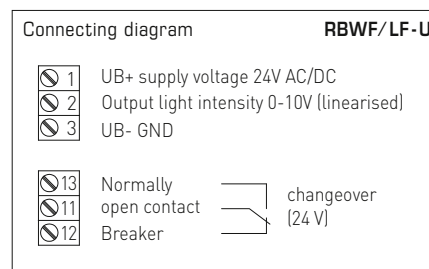 Connecting diagram RBWF/LF-U
1 UB+ supply voltage 24V AC/DC
2 Output light intensity 0-10V (linearised)
3 UB- GND
13 Normally
11 open contact
12 Breaker
changeover
(24 V)